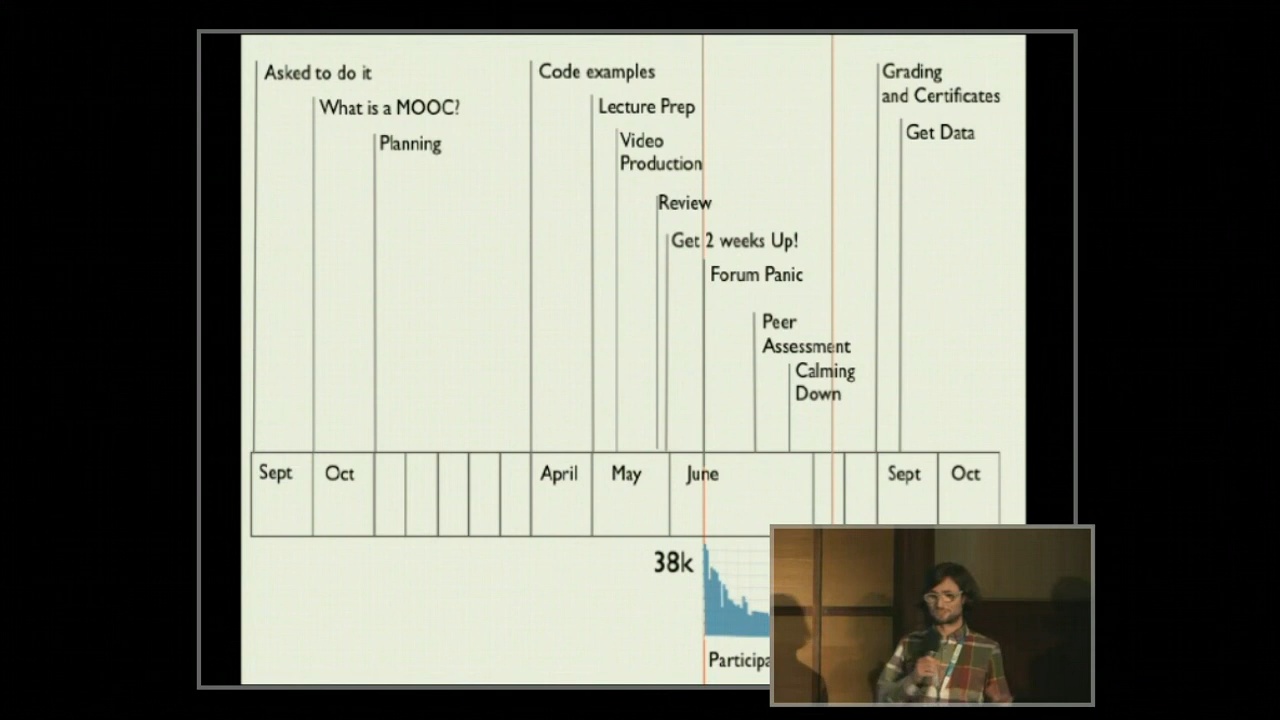 Asked to do it
What is a MOOC?
Planning
Code examples
Lecture Prep
Video
Production
Review
Get 2 weeks Up!
Forum Panic
Peer
Assessment
Calming
Down
Grading
and Certificates
Get Data
Sept
Oct
April
May
June
Sept
Oct
38k
Participa